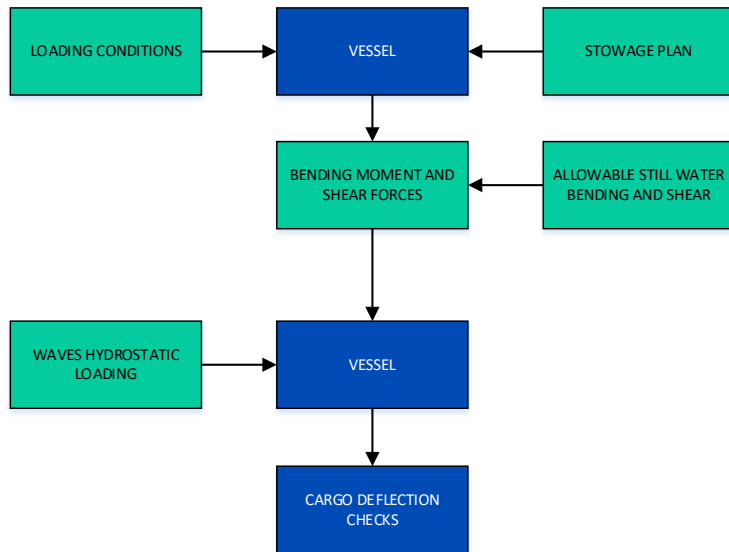 LOADING CONDITIONS
VESSEL
STOWAGE PLAN
BENDING MOMENT AND
SHEAR FORCES
ALLOWABLE STILL WATER
BENDING AND SHEAR
WAVES HYDROSTATIC
LOADING
VESSEL
CARGO DEFLECTION
CHECKS